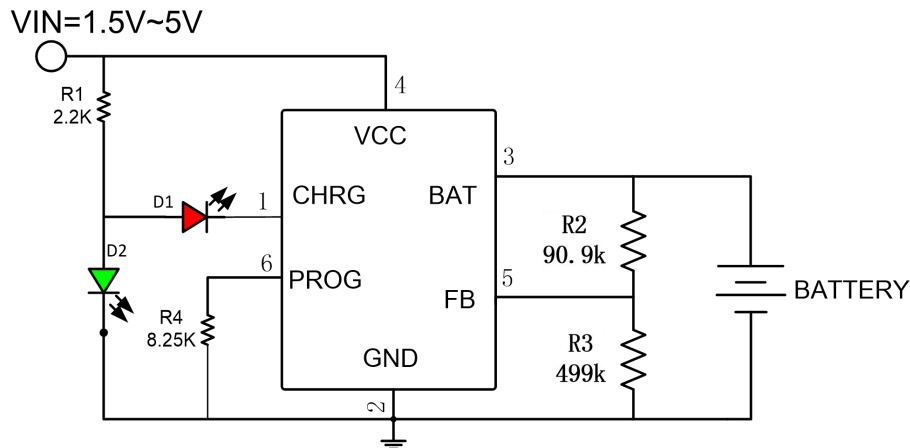 VIN=1.5V~5V
R1
2.2K
4
VCC
3
D1
1
CHRG
BAT
R2
90.9k
D2
6
PROG
5
FB
BATTERY
R4
8.25K
R3
499k
GND
2